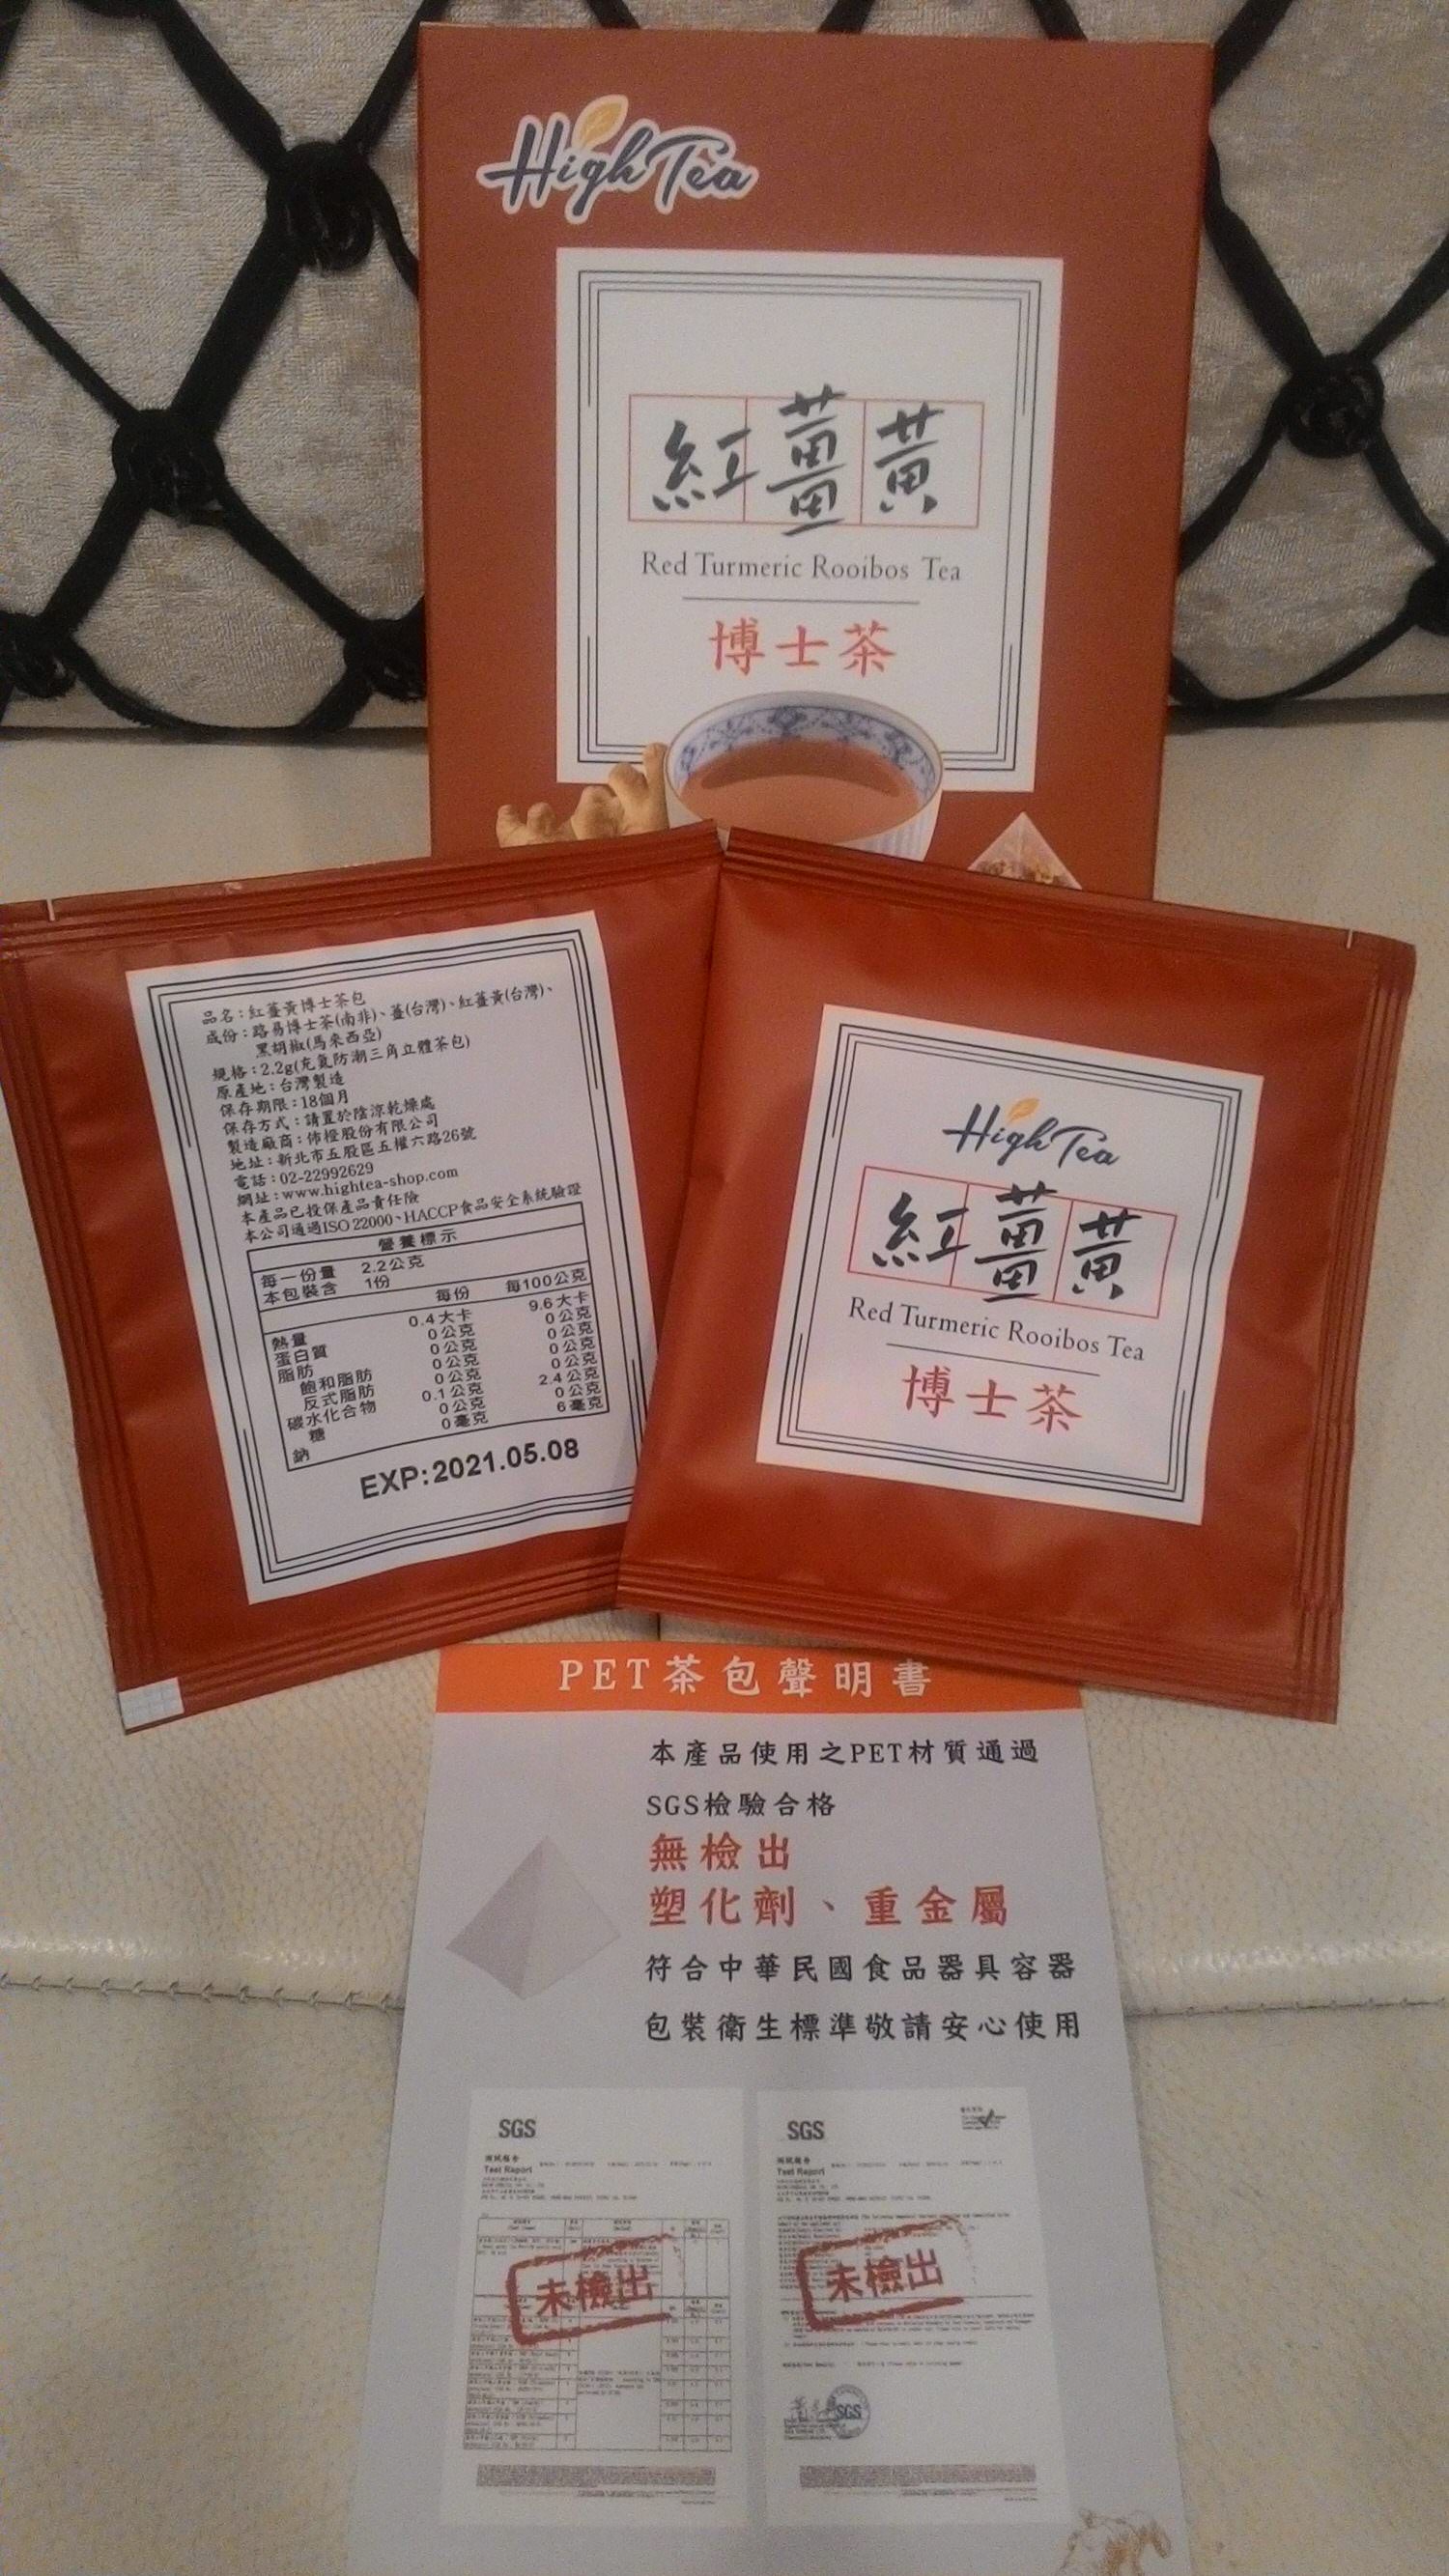 High Tea
紅薑黃
Red Turmeric Rooibos Tea
博士茶
品名：紅薑黃博士茶包
成份：路易博士茶(南非)、薑(台灣)、紅薑黃(台灣)、
黑胡椒(馬來西亞)
規格：2.2g(充氮防潮三角立體茶包)
原產地：台灣製造
保存期限：18個月
保存方式：請置於陰涼乾燥處
製造廠商：佈橙股份有限公司
地址：新北市五股區五權六路26號
電話：02-22992629
網址：www.hightea-shop.com
本產品已投保產品責任險
本公司通過ISO 22000、HACCP食品安全系統驗證
營養標示
每一份量 2.2公克
本包裝含 1份
每份 每100公克
熱量 0.4大卡 9.6大卡
蛋白質 0公克 0公克
脂肪 0公克 0公克
飽和脂肪 0公克 0公克
反式脂肪 0公克 0公克
碳水化合物 0.1公克 2.4公克
糖 0公克 0公克
鈉 0毫克 6毫克
EXP:2021.05.08
High Tea
紅薑黃
Red Turmeric Rooibos Tea
博士茶
PET茶包聲明書
本產品使用之PET材質通過
SGS檢驗合格
無檢出
塑化劑、重金屬
符合中華民國食品器具容器
包裝衛生標準敬請安心使用
SGS
測試報告
Test Report
未檢出
SGS
測試報告
Test Report
未檢出
SGS